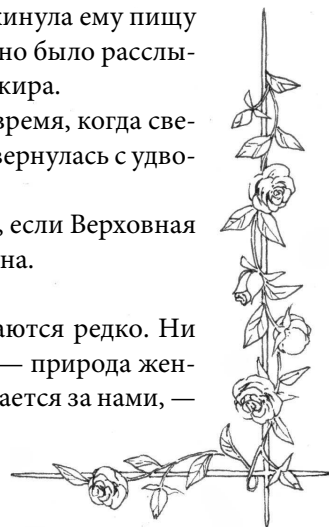 кинула ему пищу
но было расслы-
жира.
время, когда све-
вернулась с удво-
, если Верховная
на.
аются редко. Ни
— природа жен-
ается за нами, —